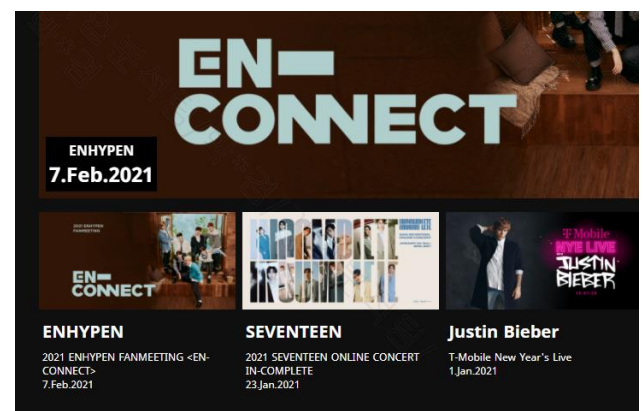 EN-
CONNECT
ENHYPEN
7.Feb.2021
2021 ENHYPEN
FANMEETING
EN-
CONNECT
IN-COMPLETE
T-Mobile
NYE LIVE
JUSTIN
BIEBER
ENHYPEN
SEVENTEEN
Justin Bieber
2021 ENHYPEN FANMEETING <EN-
CONNECT>
7.Feb.2021
2021 SEVENTEEN ONLINE CONCERT
IN-COMPLETE
23.Jan.2021
T-Mobile New Year's Live
1.Jan.2021